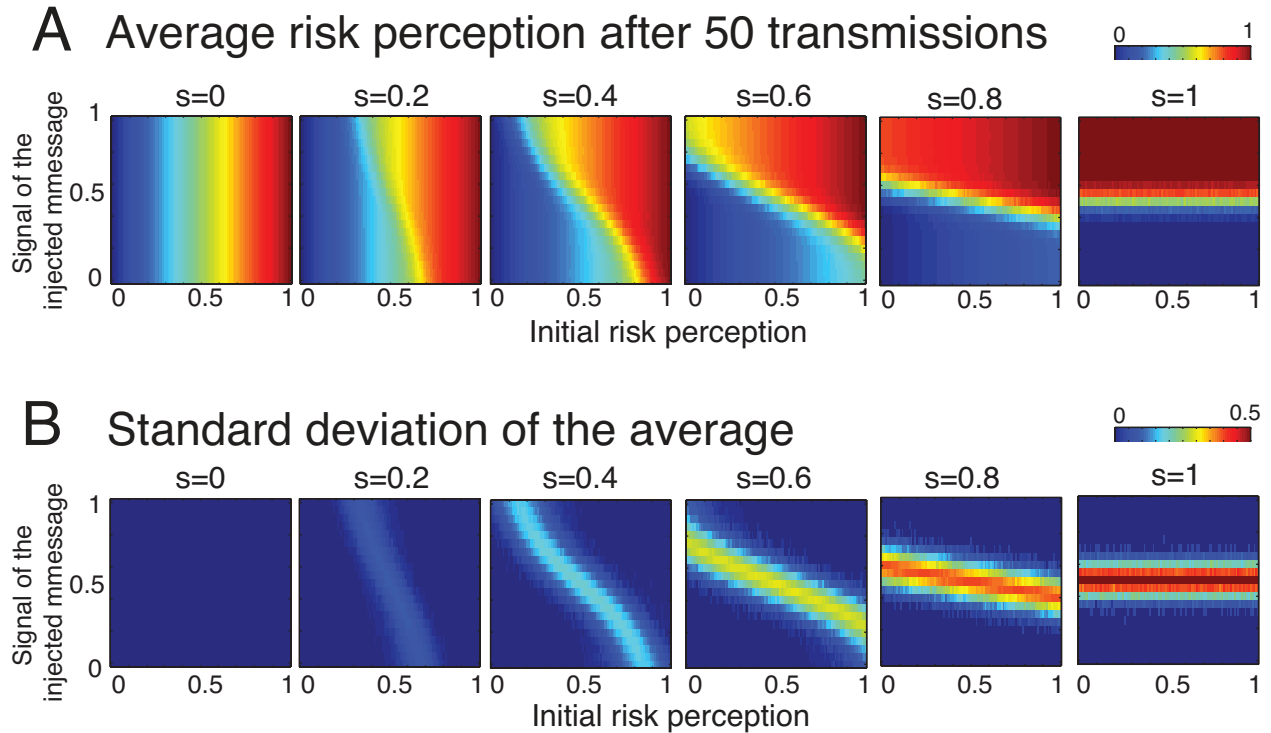 A Average risk perception after 50 transmissions
0 1
s=0 s=0.2 s=0.4 s=0.6 s=0.8 s=1
Signal of the
injected mmessage
1
0.5
0
0 0.5 1 0 0.5 1 0 0.5 1 0 0.5 1 0 0.5 1 0 0.5 1
Initial risk perception
B Standard deviation of the average
0 0.5
s=0 s=0.2 s=0.4 s=0.6 s=0.8 s=1
Signal of the
injected mmessage
1
0.5
0
0 0.5 1 0 0.5 1 0 0.5 1 0 0.5 1 0 0.5 1 0 0.5 1
Initial risk perception